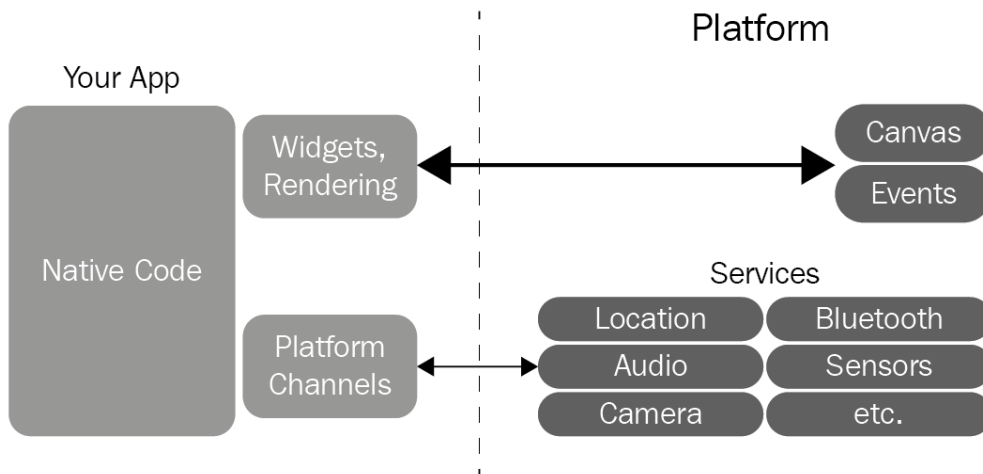 Platform
Your App
Widgets,
Rendering
Canvas
Events
Native Code
Services
Platform
Channels
Location
Bluetooth
Audio
Sensors
Camera
etc.